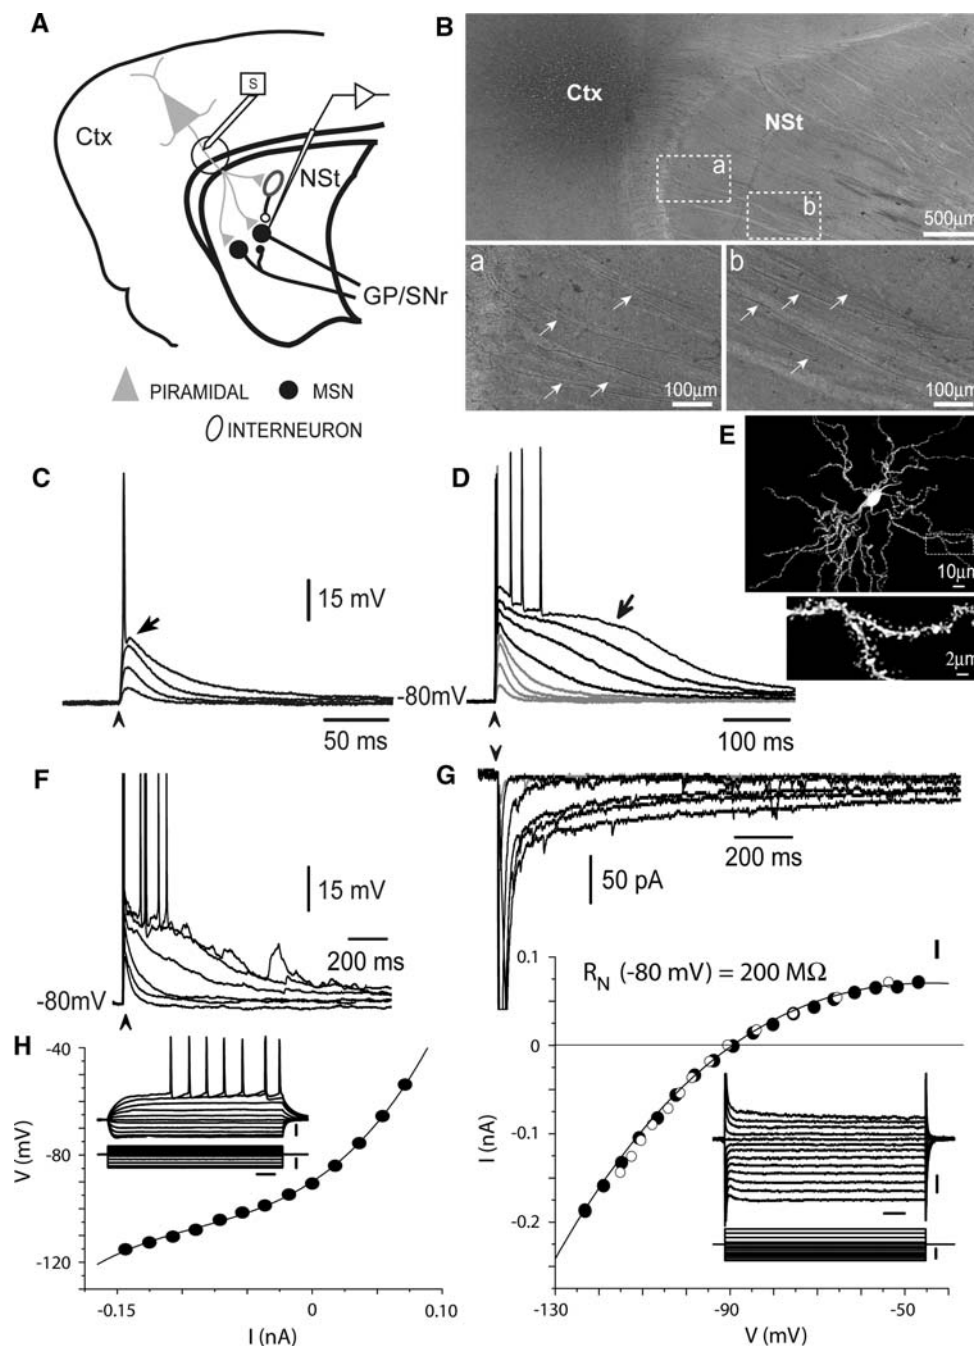 A
Ctx
S
NSt
GP/SNr
PIRAMIDAL
MSN
INTERNEURON
B
Ctx
NSt
a
b
500µm
a
100µm
b
100µm
C
15 mV
-80mV
50 ms
D
100 ms
E
10µm
2µm
F
15 mV
200 ms
-80mV
G
200 ms
50 pA
H
-40
-80
-120
V (mV)
-0.15
0
0.10
I (nA)
R_N (-80 mV) = 200 MΩ
0.1
0
-0.1
-0.2
I (nA)
-130
-90
-50
V (mV)